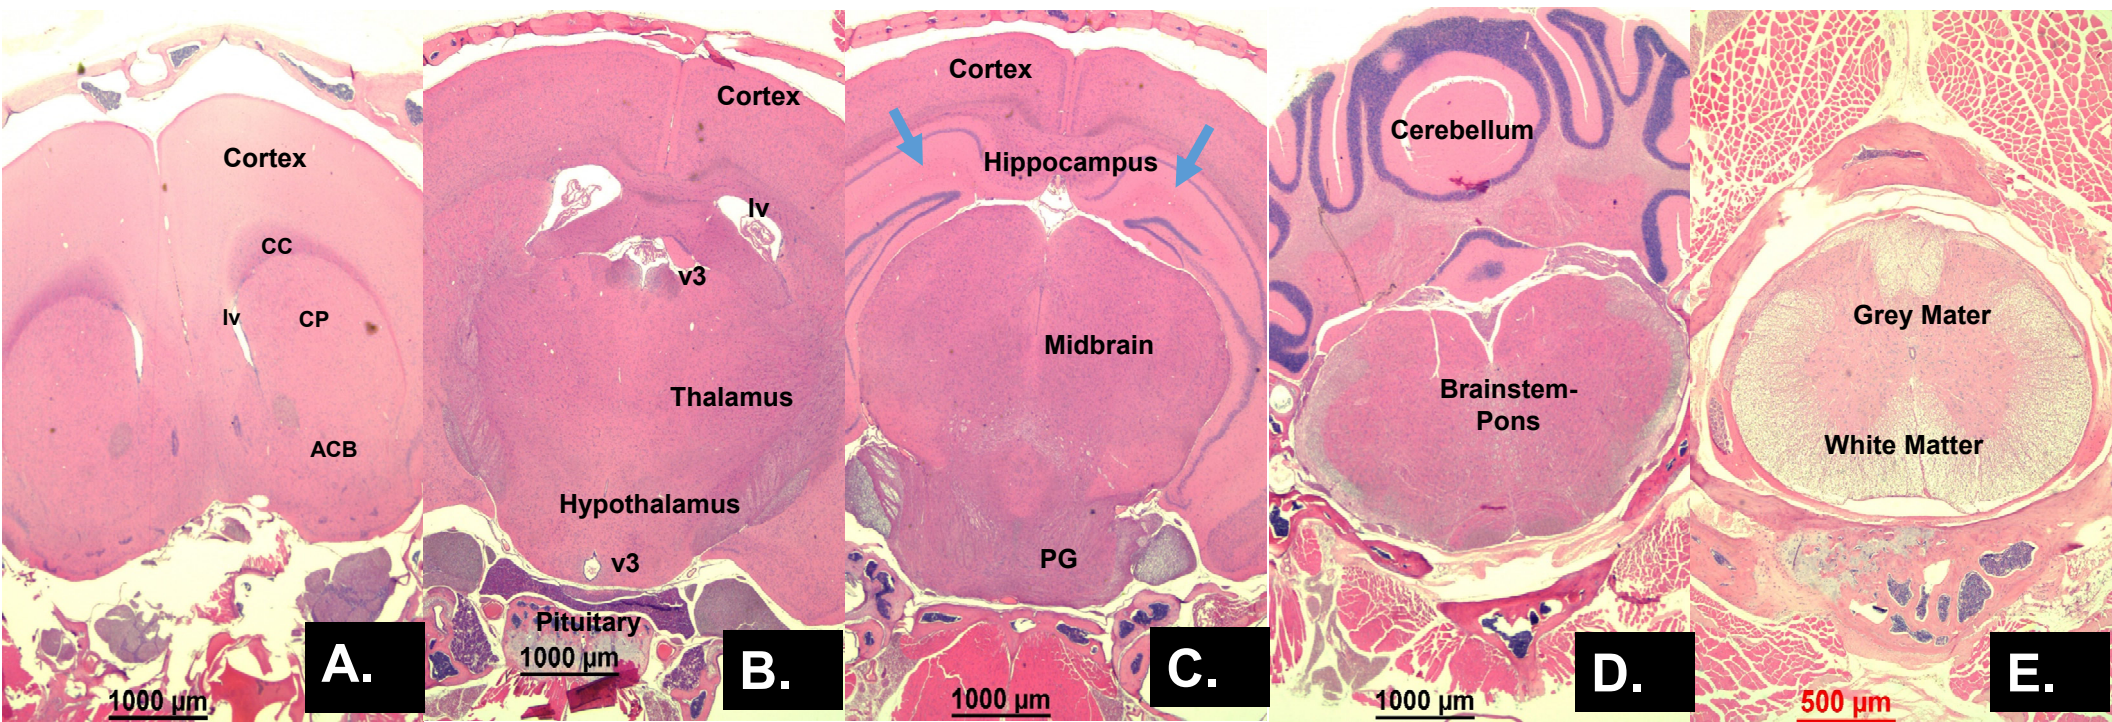 Cortex
CC
lv
CP
ACB
1000 µm
A.
Cortex
lv
v3
Thalamus
Hypothalamus
v3
Pituitary
1000 µm
B.
Cortex
Hippocampus
Midbrain
PG
1000 µm
C.
Cerebellum
Brainstem-
Pons
1000 µm
D.
Grey Mater
White Matter
500 µm
E.